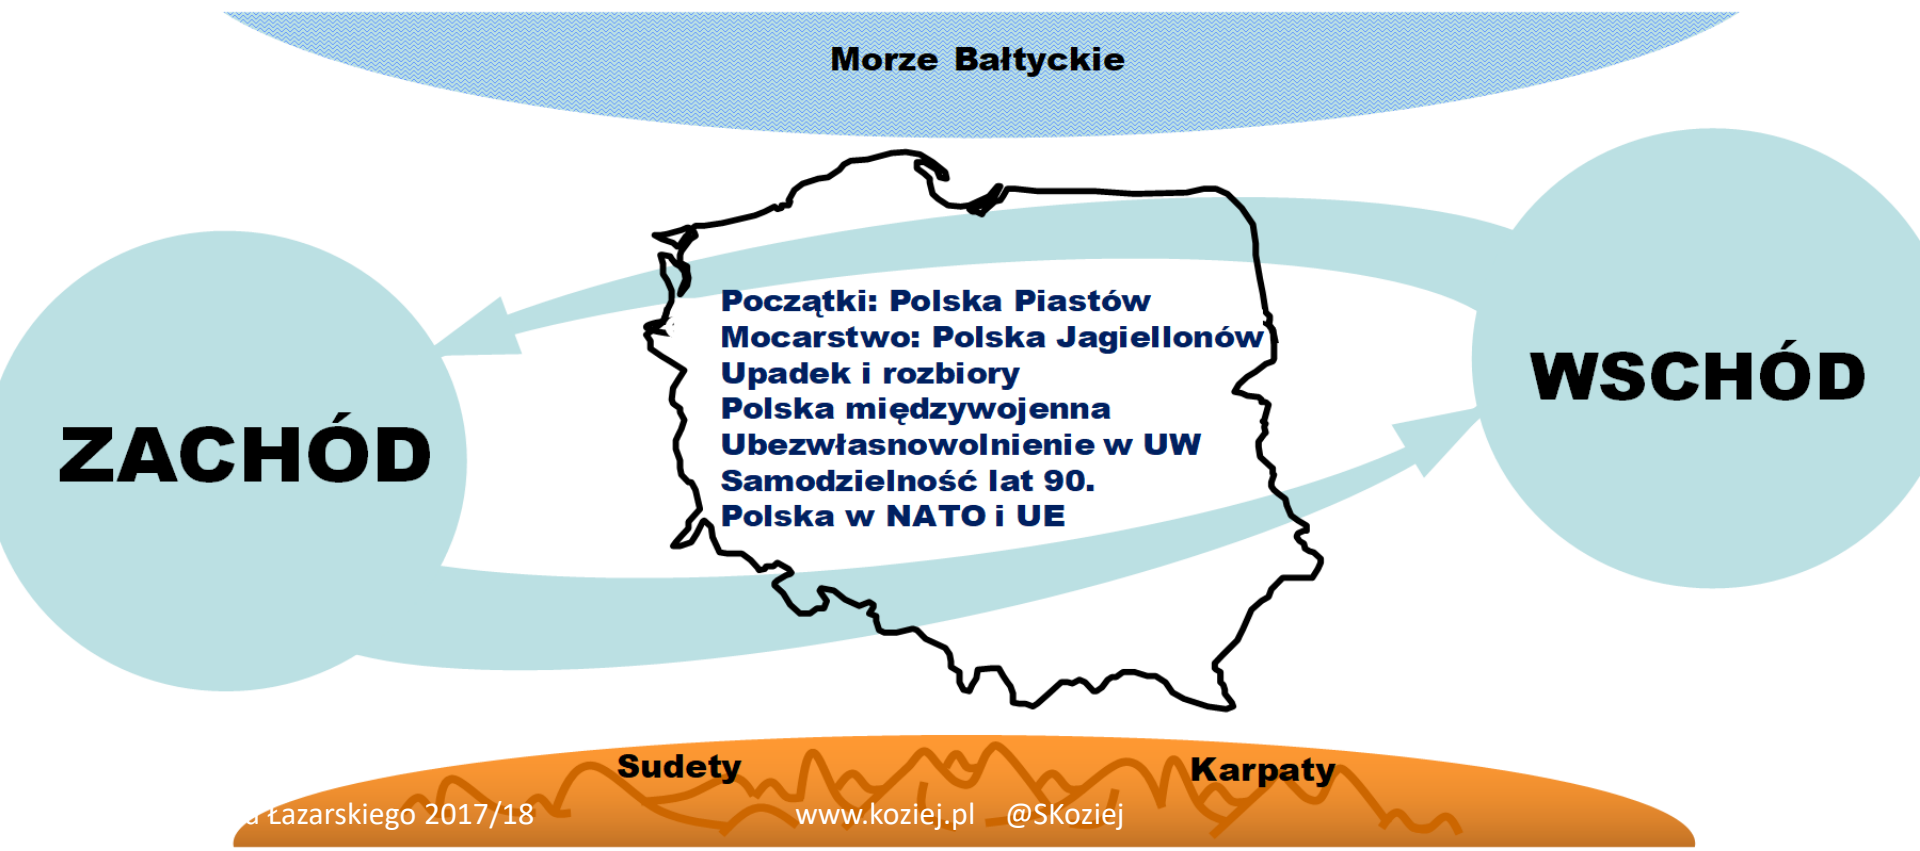 Morze Bałtyckie
ZACHÓD
WSCHÓD
Początki: Polska Piastów
Mocarstwo: Polska Jagiellonów
Upadek i rozbiory
Polska międzywojenna
Ubezwłasnowolnienie w UW
Samodzielność lat 90.
Polska w NATO i UE
Sudety
Karpaty
Łazarskiego 2017/18
www.koziej.pl @SKoziej